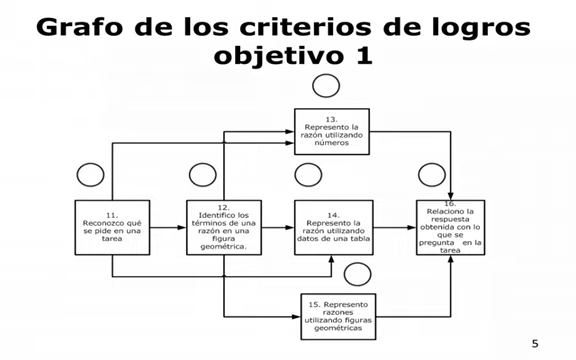 Grafo de los criterios de logros
objetivo 1
13.
Represento la
razón utilizando
números
11.
Reconozco qué
se pide en una
tarea
12.
Identifico los
términos de una
razón en una
figura
geométrica.
14.
Represento la
razón utilizando
datos de una tabla
16.
Relaciono la
respuesta
obtenida con lo
que se
pregunta en la
tarea
15. Represento
razones
utilizando figuras
geométricas
5